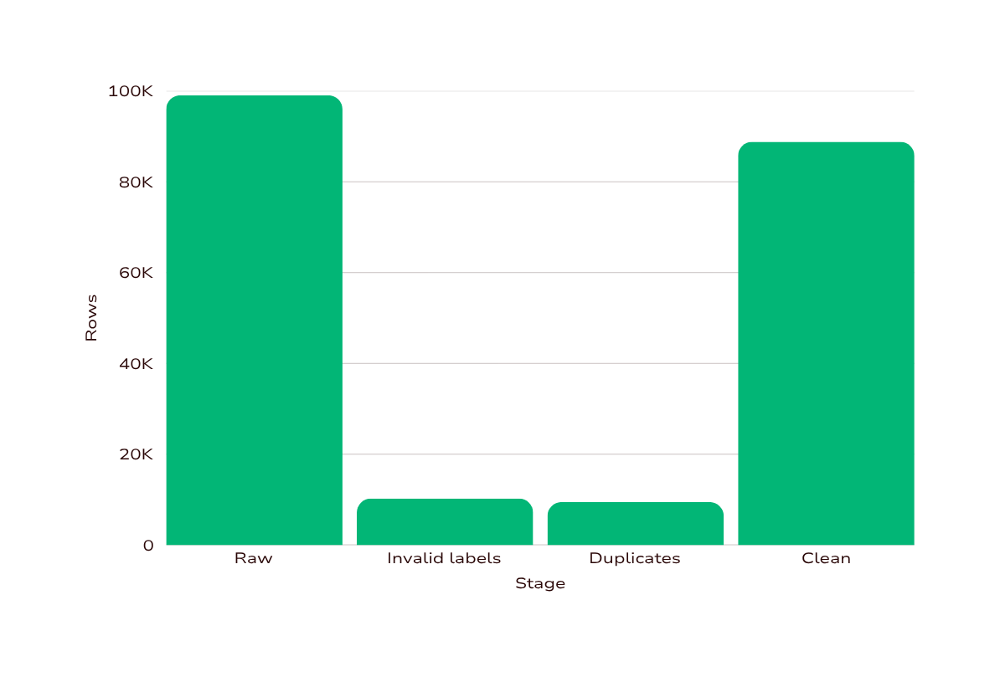 100K
80K
60K
40K
20K
0
Rows
Raw
Invalid labels
Duplicates
Clean
Stage